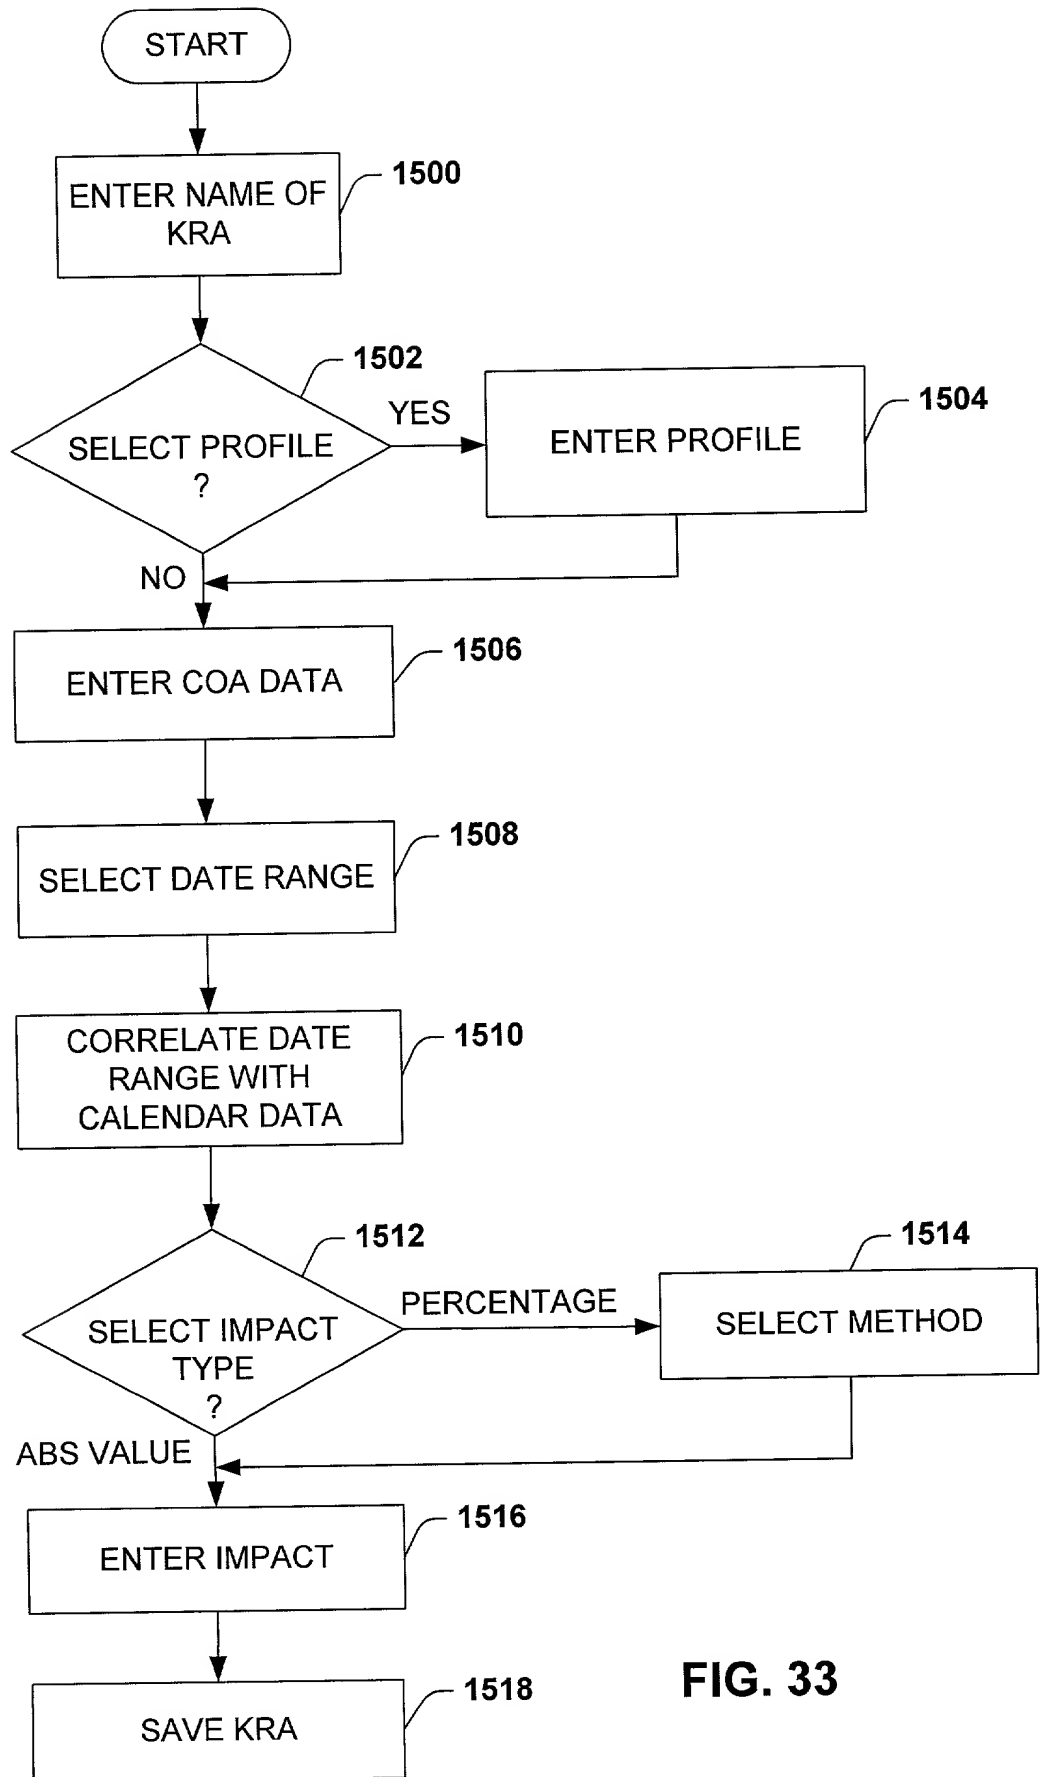 START
1500
ENTER NAME OF
KRA
1502
YES
1504
SELECT PROFILE
?
ENTER PROFILE
NO
1506
ENTER COA DATA
1508
SELECT DATE RANGE
1510
CORRELATE DATE
RANGE WITH
CALENDAR DATA
1512
1514
PERCENTAGE
SELECT IMPACT
TYPE
?
SELECT METHOD
ABS VALUE
1516
ENTER IMPACT
1518
SAVE KRA
FIG. 33